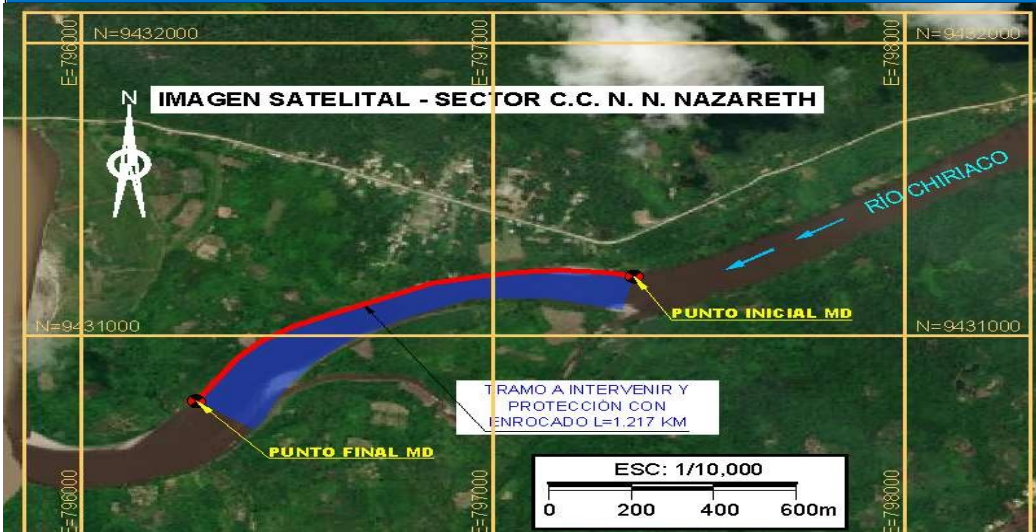 N=9432000
N=9432000
E=796000
E=797000
E=798000
N
IMAGEN SATELITAL - SECTOR C.C. N. N. NAZARETH
RÍO CHIRIACO
PUNTO INICIAL MD
N=9431000
N=9431000
TRAMO A INTERVENIR Y
PROTECCIÓN CON
ENROCADO L=1.217 KM
PUNTO FINAL MD
ESC: 1/10,000
0 200 400 600m
E=796000
E=797000
E=798000